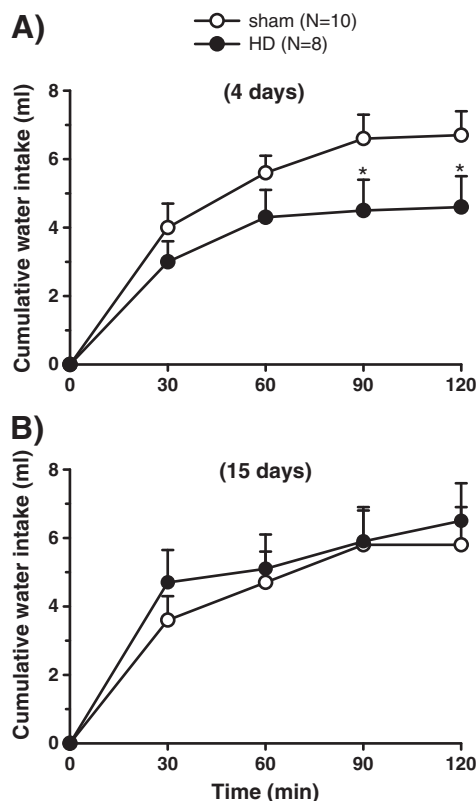 A)
sham (N=10)
HD (N=8)
(4 days)
Cumulative water intake (ml)
8
6
4
2
0
* *
0 30 60 90 120
B)
(15 days)
Cumulative water intake (ml)
8
6
4
2
0
0 30 60 90 120
Time (min)